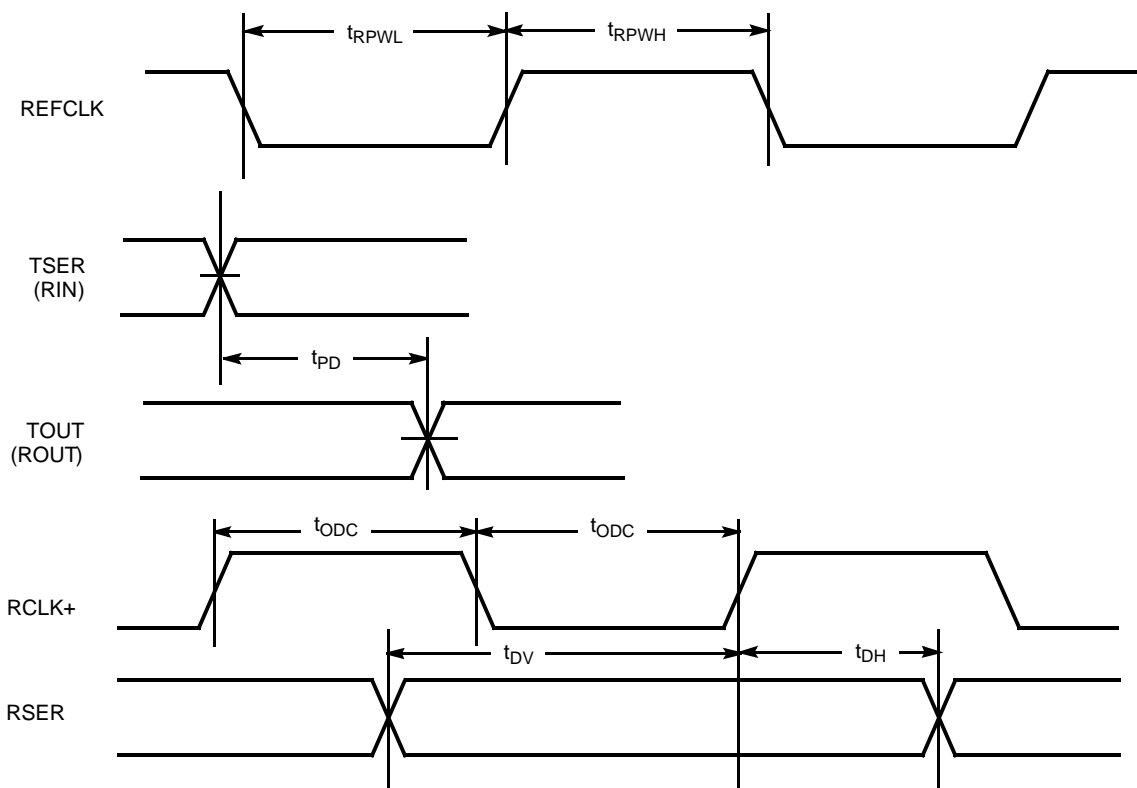 tRPWL
tRPWH
REFCLK
TSER
(RIN)
tPD
TOUT
(ROUT)
tODC
tODC
RCLK+
tDV
tDH
RSER